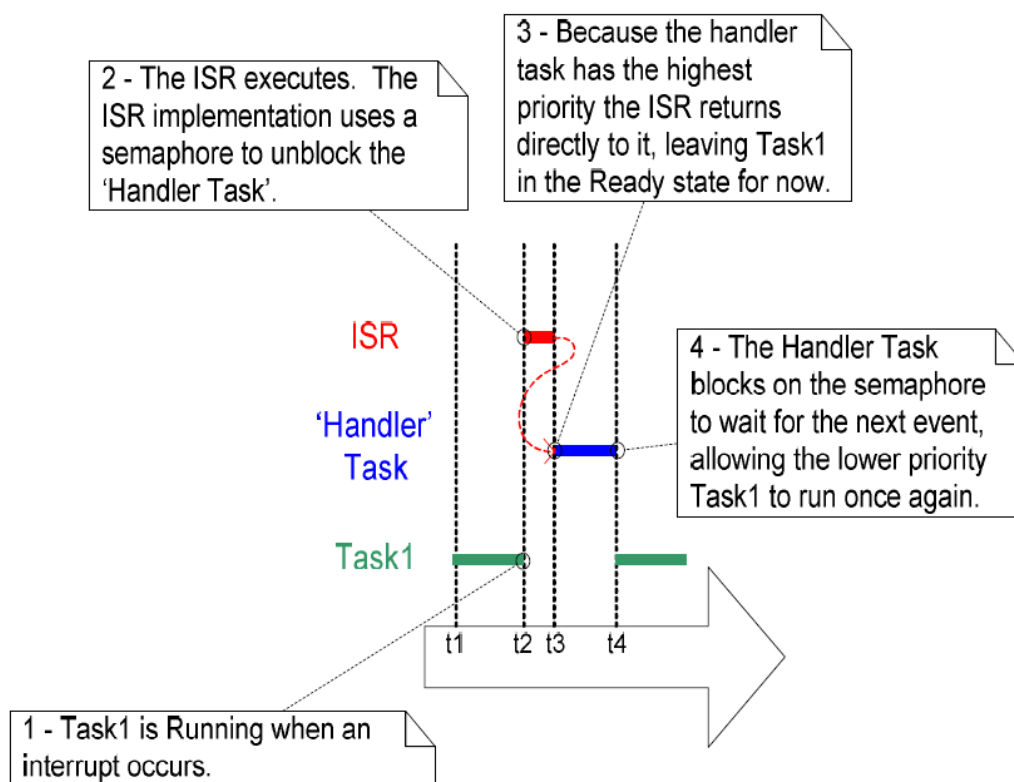 2 - The ISR executes.  The
ISR implementation uses a
semaphore to unblock the
‘Handler Task’.
3 - Because the handler
task has the highest
priority the ISR returns
directly to it, leaving Task1
in the Ready state for now.
ISR
‘Handler’
Task
4 - The Handler Task
blocks on the semaphore
to wait for the next event,
allowing the lower priority
Task1 to run once again.
Task1
t1
t2
t3
t4
1 - Task1 is Running when an
interrupt occurs.